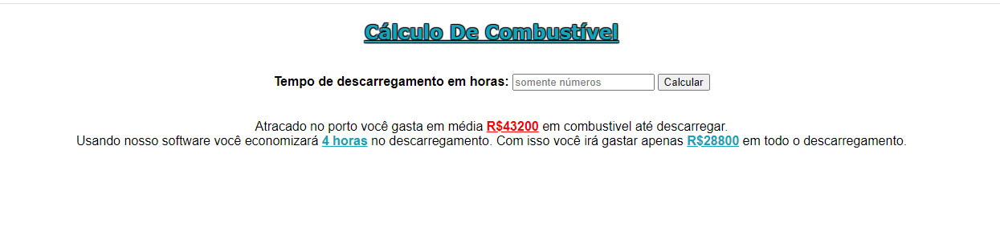 Cálculo De Combustível
Tempo de descarregamento em horas: somente números Calcular
Atracado no porto você gasta em média R$43200 em combustivel até descarregar.
Usando nosso software você economizará 4 horas no descarregamento. Com isso você irá gastar apenas R$28800 em todo o descarregamento.